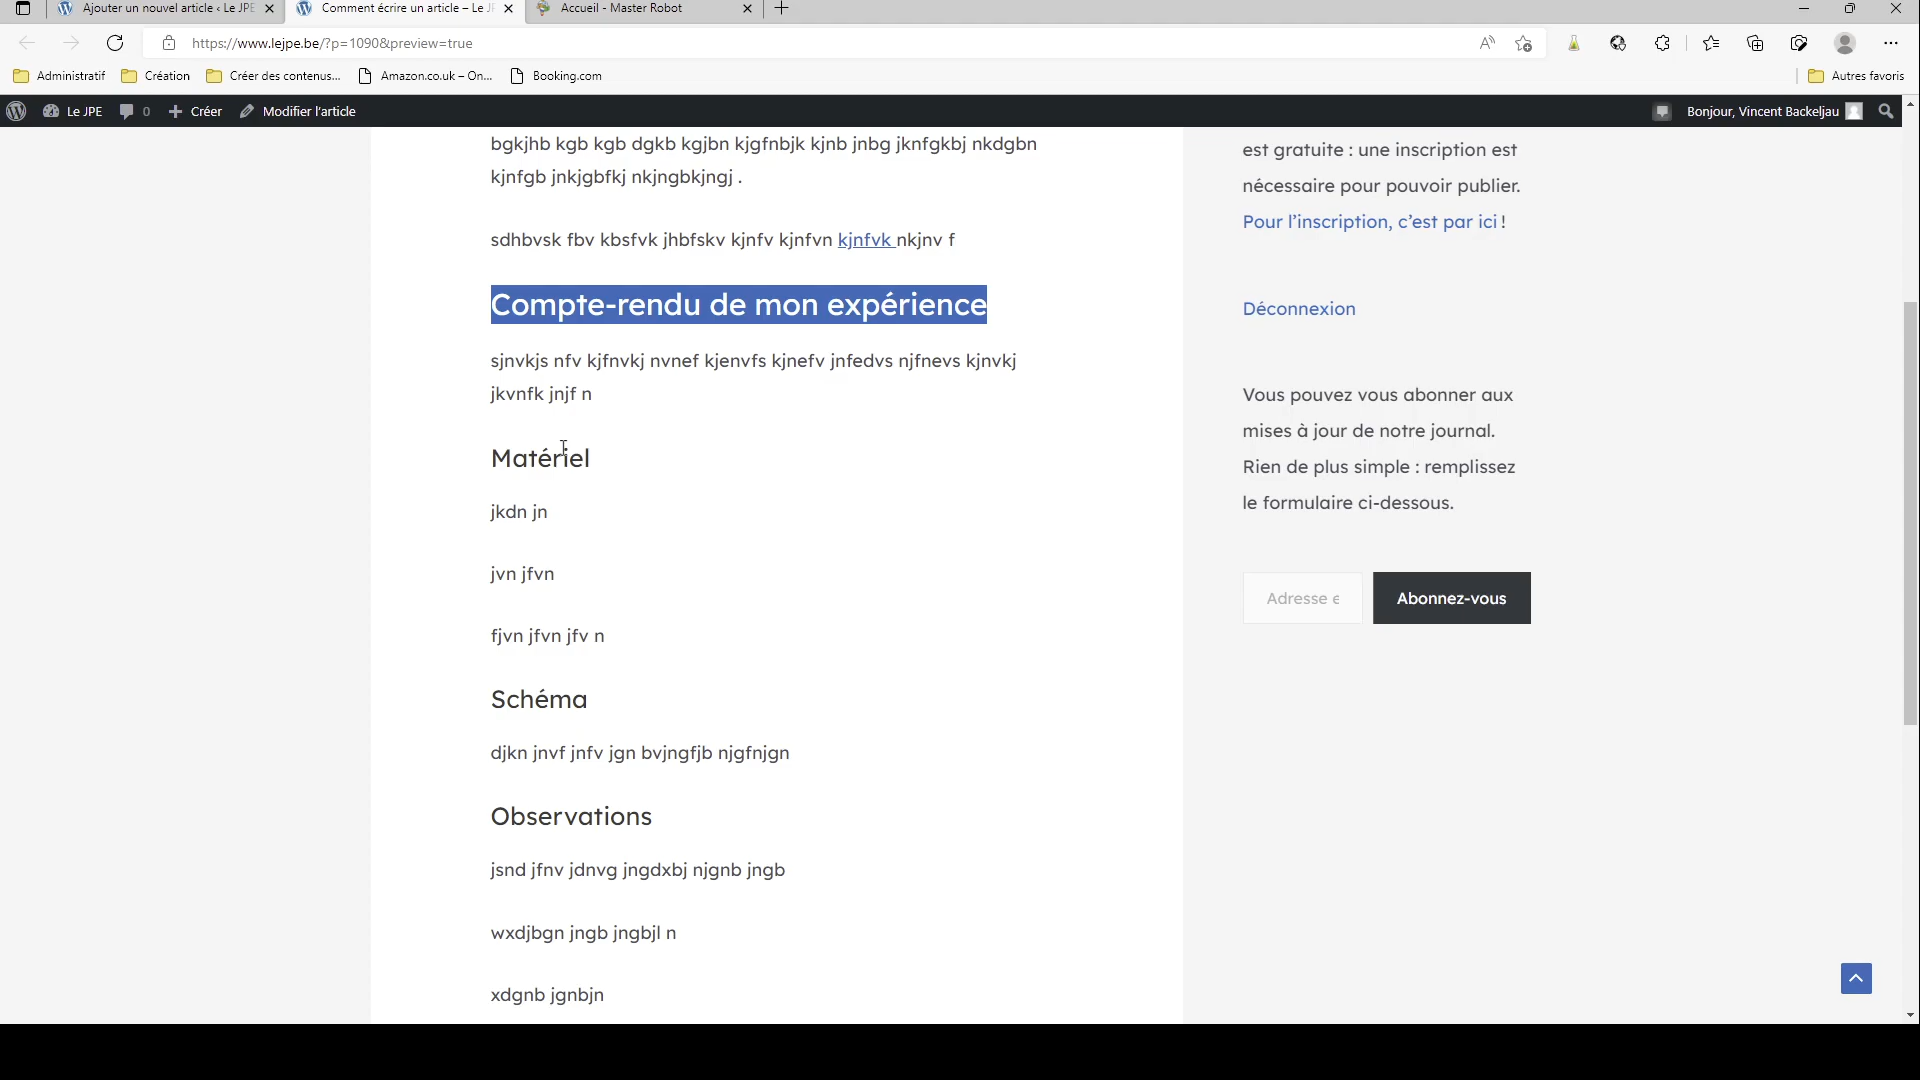 Ajouter un nouvel article ‹ Le JPE
Comment écrire un article – Le J
Accueil - Master Robot
https://www.lejpe.be/?p=1090&preview=true
Administratif
Création
Créer des contenus...
Amazon.co.uk – On...
Booking.com
Autres favoris
Le JPE
0
Créer
Modifier l'article
Bonjour, Vincent Backeljau
bgkjhb kgb kgb dgkb kgjbn kjgfnbjk kjnb jnbg jknfgkbj nkdgbn
kjnfgb jnkjgbfkj nkjngbkjngj .
sdhbvsk fbv kbsfvk jhbfskv kjnfv kjnfvn kjnfvk nkjnv f
Compte-rendu de mon expérience
sjnvkjs nfv kjfnvkj nvnef kjenvfs kjnefv jnfedvs njfnevs kjnvkj
jkvnfk jnjf n
Matériel
jkdn jn
jvn jfvn
fjvn jfvn jfv n
Schéma
djkn jnvf jnfv jgn bvjngfjb njgfnjgn
Observations
jsnd jfnv jdnvg jngdxbj njgnb jngb
wxdjbgn jngb jngbjl n
xdgnb jgnbjn
est gratuite : une inscription est
nécessaire pour pouvoir publier.
Pour l'inscription, c'est par ici !
Déconnexion
Vous pouvez vous abonner aux
mises à jour de notre journal.
Rien de plus simple : remplissez
le formulaire ci-dessous.
Adresse e
Abonnez-vous